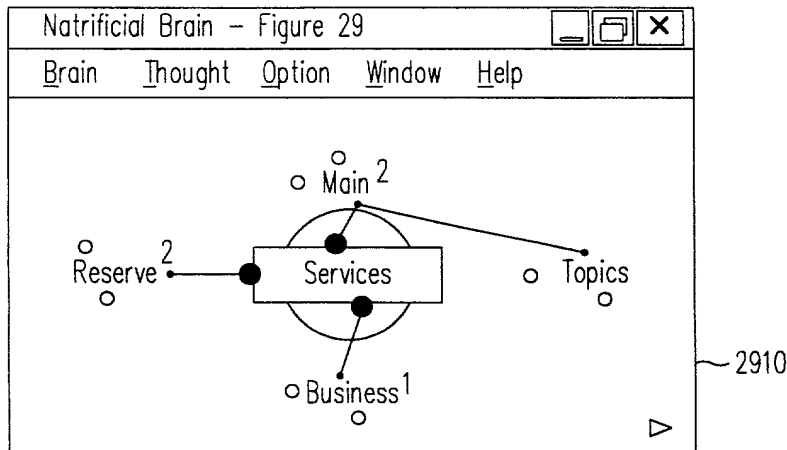 Natrificial Brain – Figure 29
Brain Thought Option Window Help
Main 2
Reserve 2 Services Topics
2910
Business 1